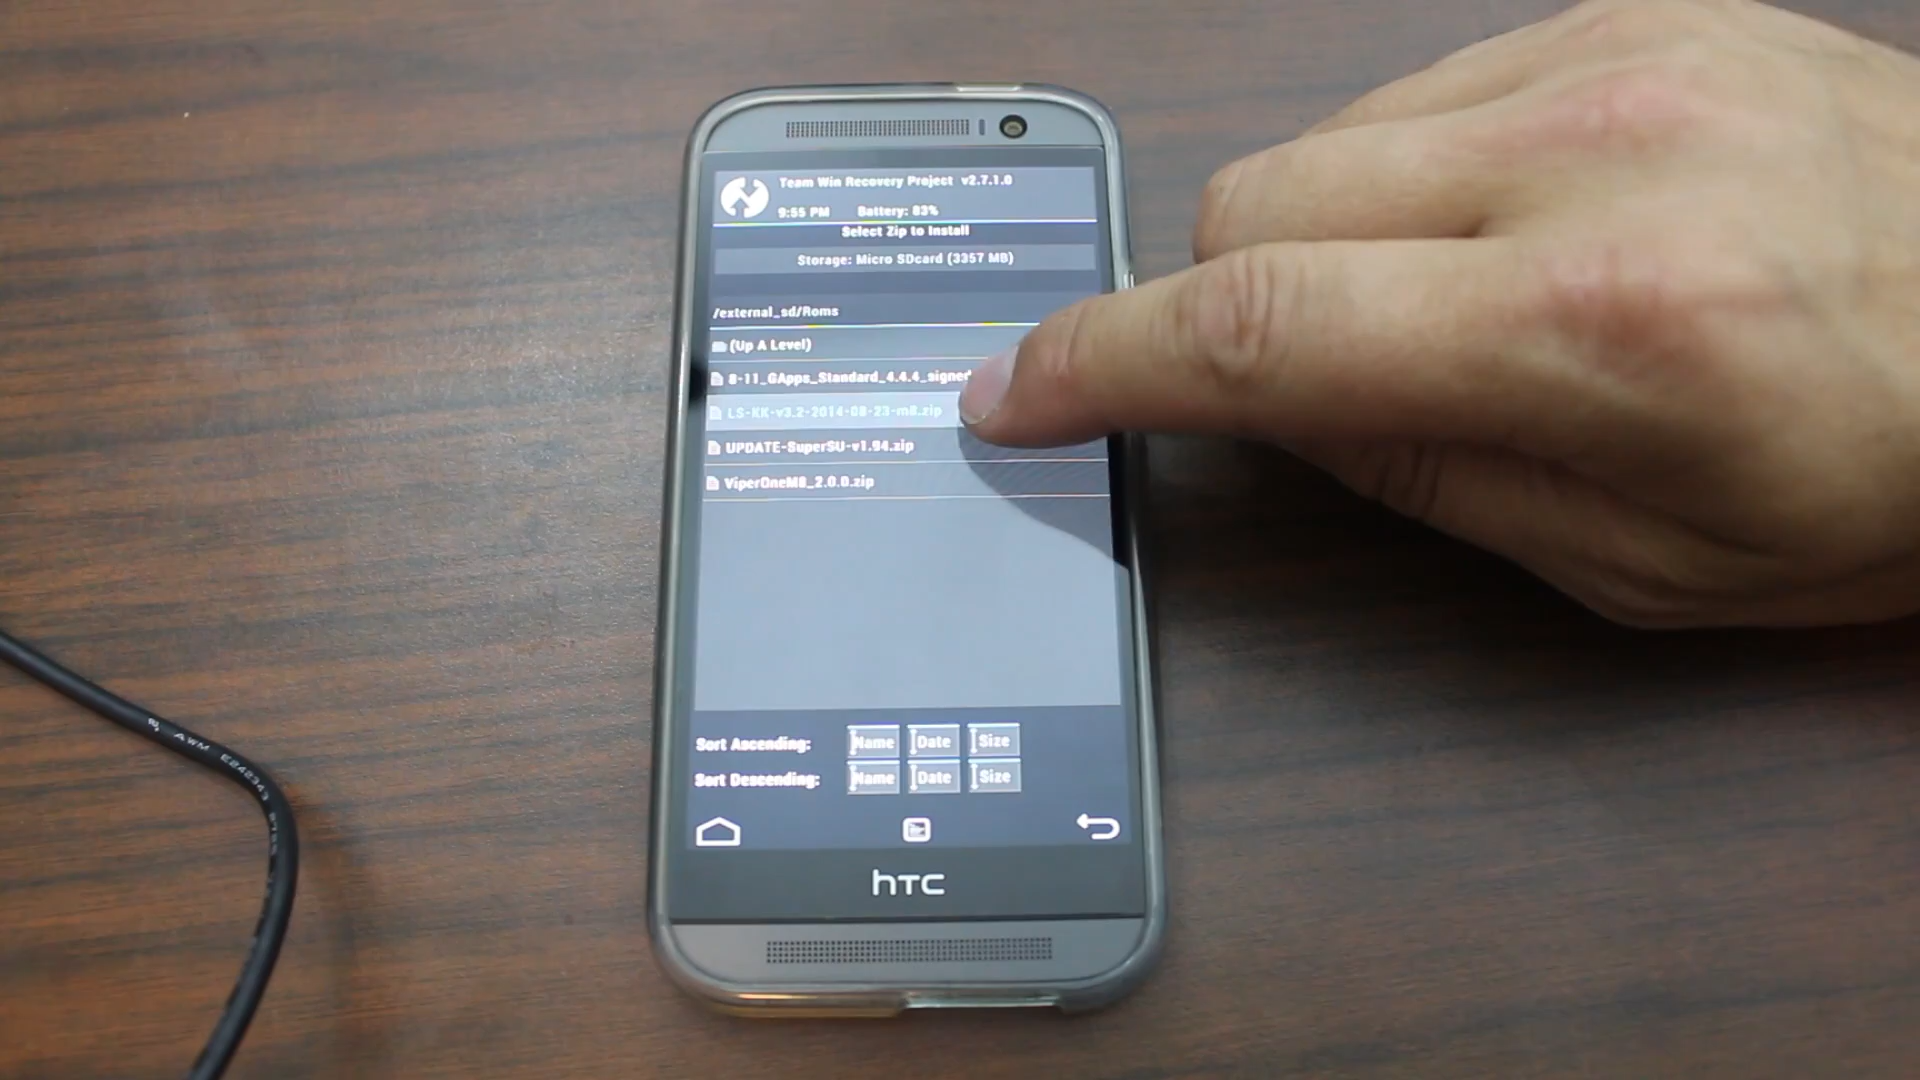 Team Win Recovery Project v2.7.1.0
9:55 PM Battery: 83%
Select Zip to Install
Storage: Micro SDcard (3357 MB)
/external_sd/Roms
(Up A Level)
8-11_GApps_Standard_4.4.4_signed
LS-KK-v3.2-2014-08-23-m8.zip
UPDATE-SuperSU-v1.94.zip
ViperOneM8_2.0.0.zip
Sort Ascending: Name Date Size
Sort Descending: Name Date Size
hTC
AWM E242343